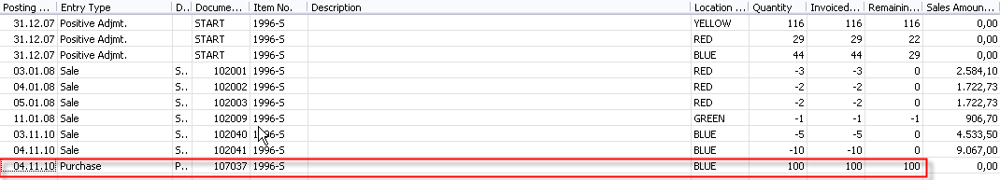 Posting ... Entry Type D.. Docume... Item No. Description Location ... Quantity Invoiced... Remainin... Sales Amoun...
31.12.07 Positive Adjmt. START 1996-S YELLOW 116 116 116 0,00
31.12.07 Positive Adjmt. START 1996-S RED 29 29 22 0,00
31.12.07 Positive Adjmt. START 1996-S BLUE 44 44 29 0,00
03.01.08 Sale S.. 102001 1996-S RED -3 -3 0 2.584,10
04.01.08 Sale S.. 102002 1996-S RED -2 -2 0 1.722,73
05.01.08 Sale S.. 102003 1996-S RED -2 -2 0 1.722,73
11.01.08 Sale S.. 102009 1996-S GREEN -1 -1 -1 906,70
03.11.10 Sale S.. 102040 1996-S BLUE -5 -5 0 4.533,50
04.11.10 Sale S.. 102041 1996-S BLUE -10 -10 0 9.067,00
04.11.10 Purchase P.. 107037 1996-S BLUE 100 100 100 0,00